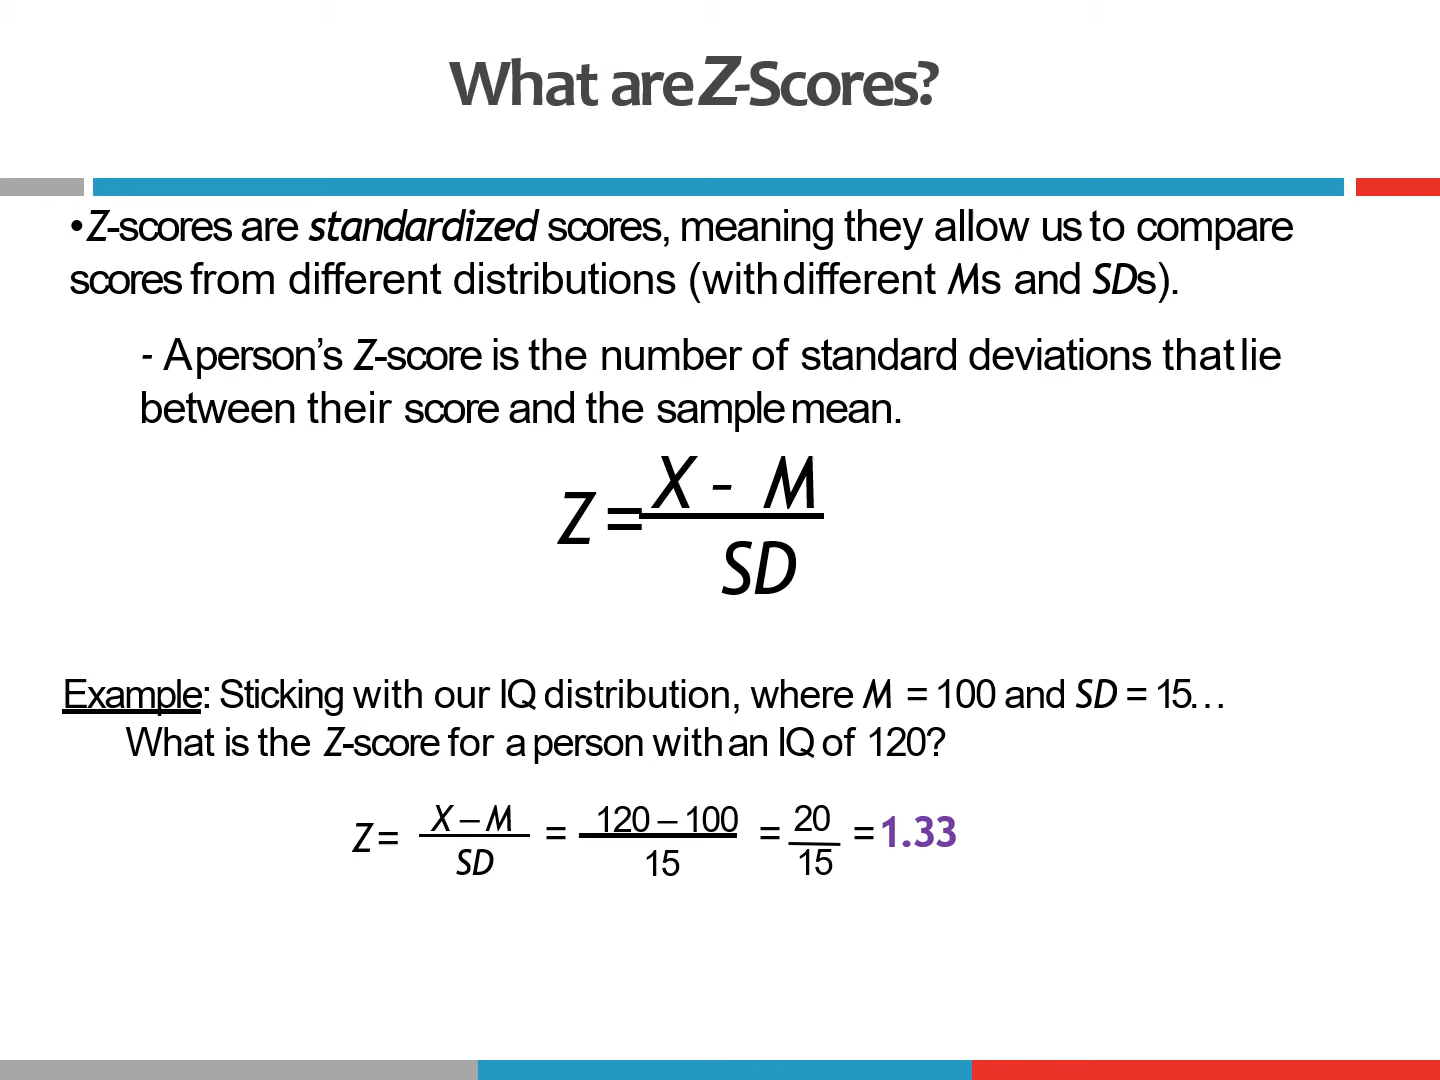 What are Z-Scores?
•Z-scores are standardized scores, meaning they allow us to compare
scores from different distributions (with different Ms and SDs).
- A person’s Z-score is the number of standard deviations that lie
between their score and the sample mean.
Z = X - M
SD
Example: Sticking with our IQ distribution, where M = 100 and SD = 15…
What is the Z-score for a person with an IQ of 120?
Z = X – M = 120 – 100 = 20 = 1.33
SD 15 15